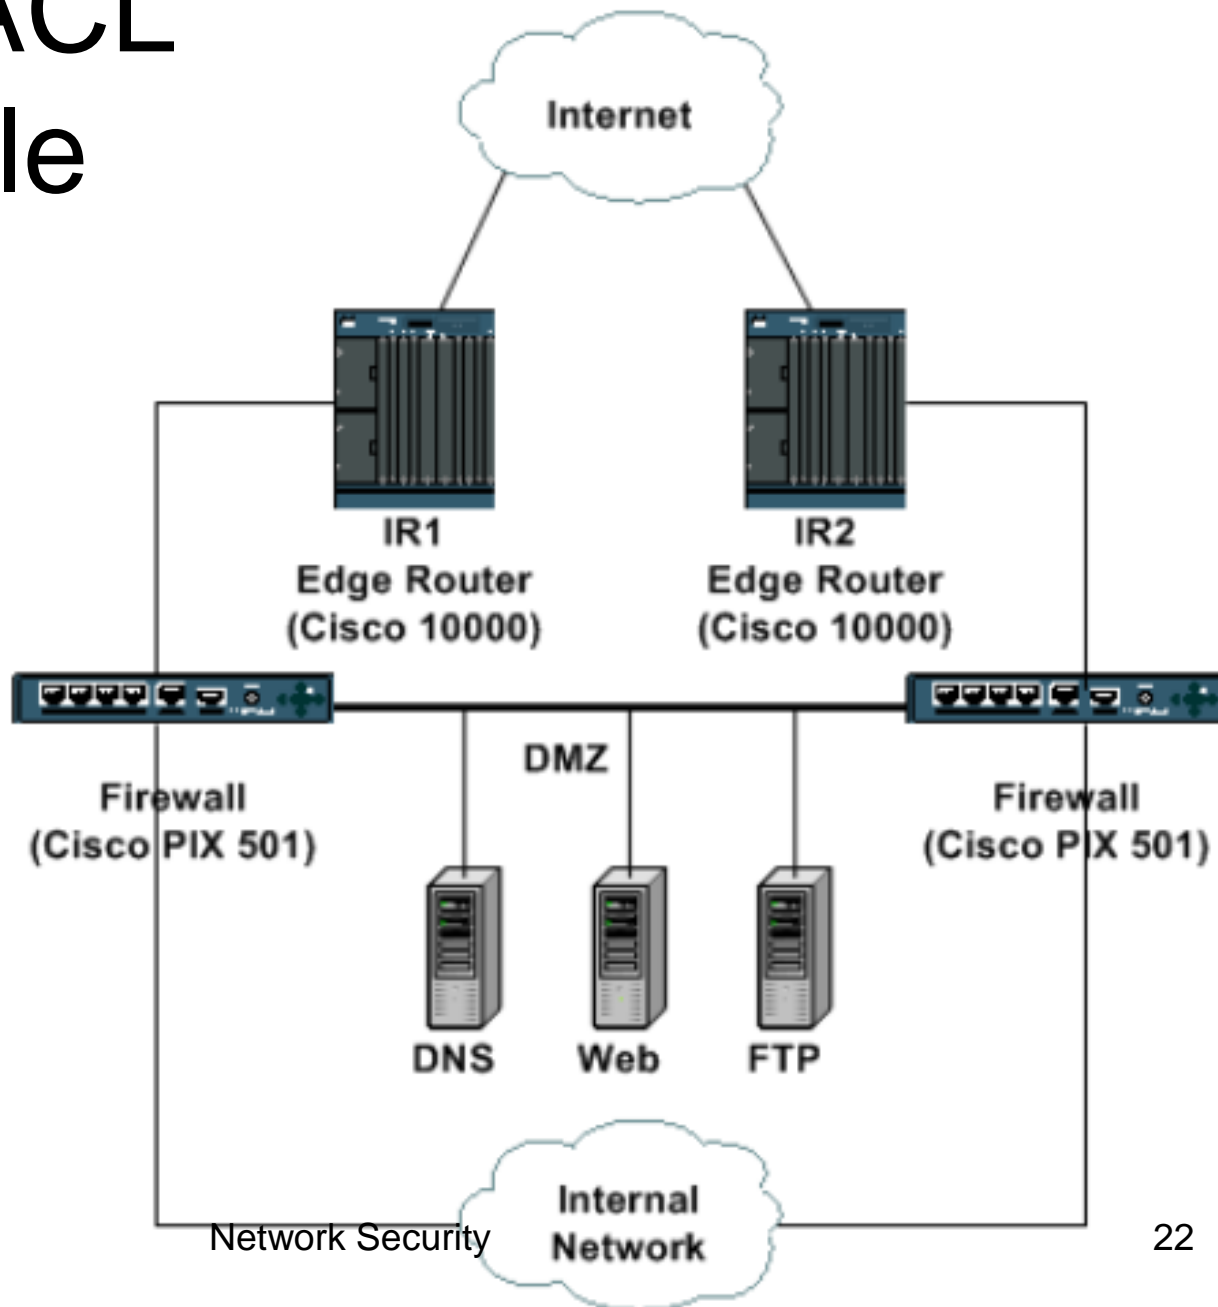 ACL
le
Internet
IR1
Edge Router
(Cisco 10000)
IR2
Edge Router
(Cisco 10000)
DMZ
Firewall
(Cisco PIX 501)
Firewall
(Cisco PIX 501)
DNS
Web
FTP
Internal
Network
Network Security
22